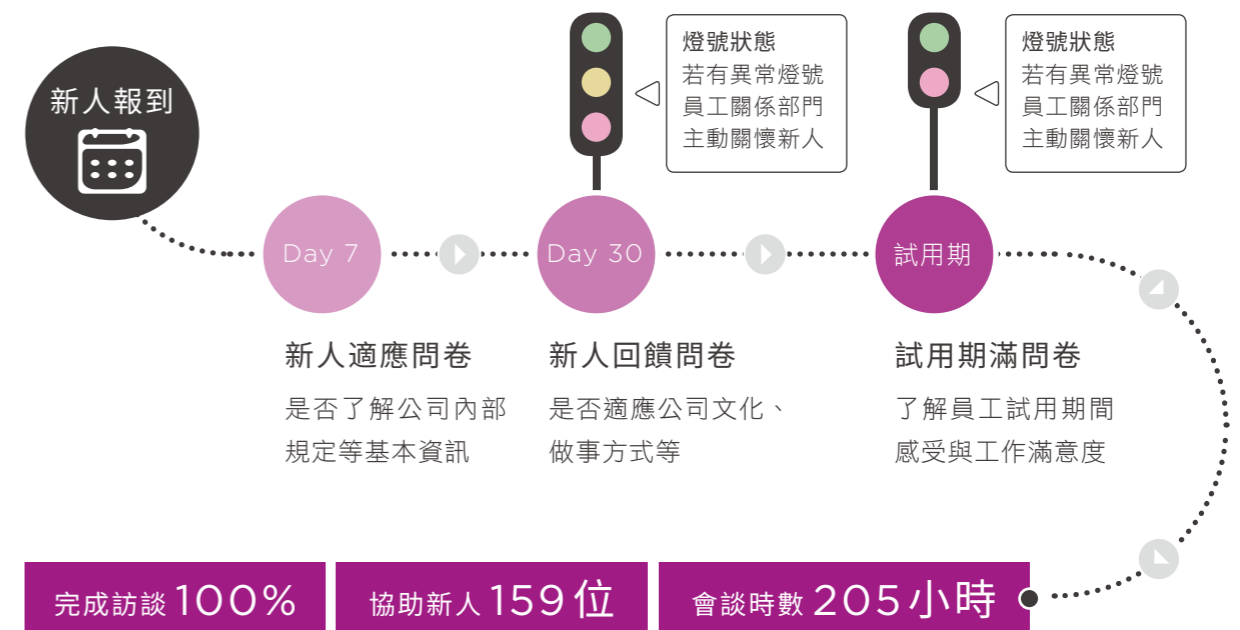 新人報到
燈號狀態
若有異常燈號
員工關係部門
主動關懷新人
燈號狀態
若有異常燈號
員工關係部門
主動關懷新人
Day 7
Day 30
試用期
新人適應問卷
是否了解公司內部
規定等基本資訊
新人回饋問卷
是否適應公司文化、
做事方式等
試用期滿問卷
了解員工試用期間
感受與工作滿意度
完成訪談 100%
協助新人 159 位
會談時數 205 小時